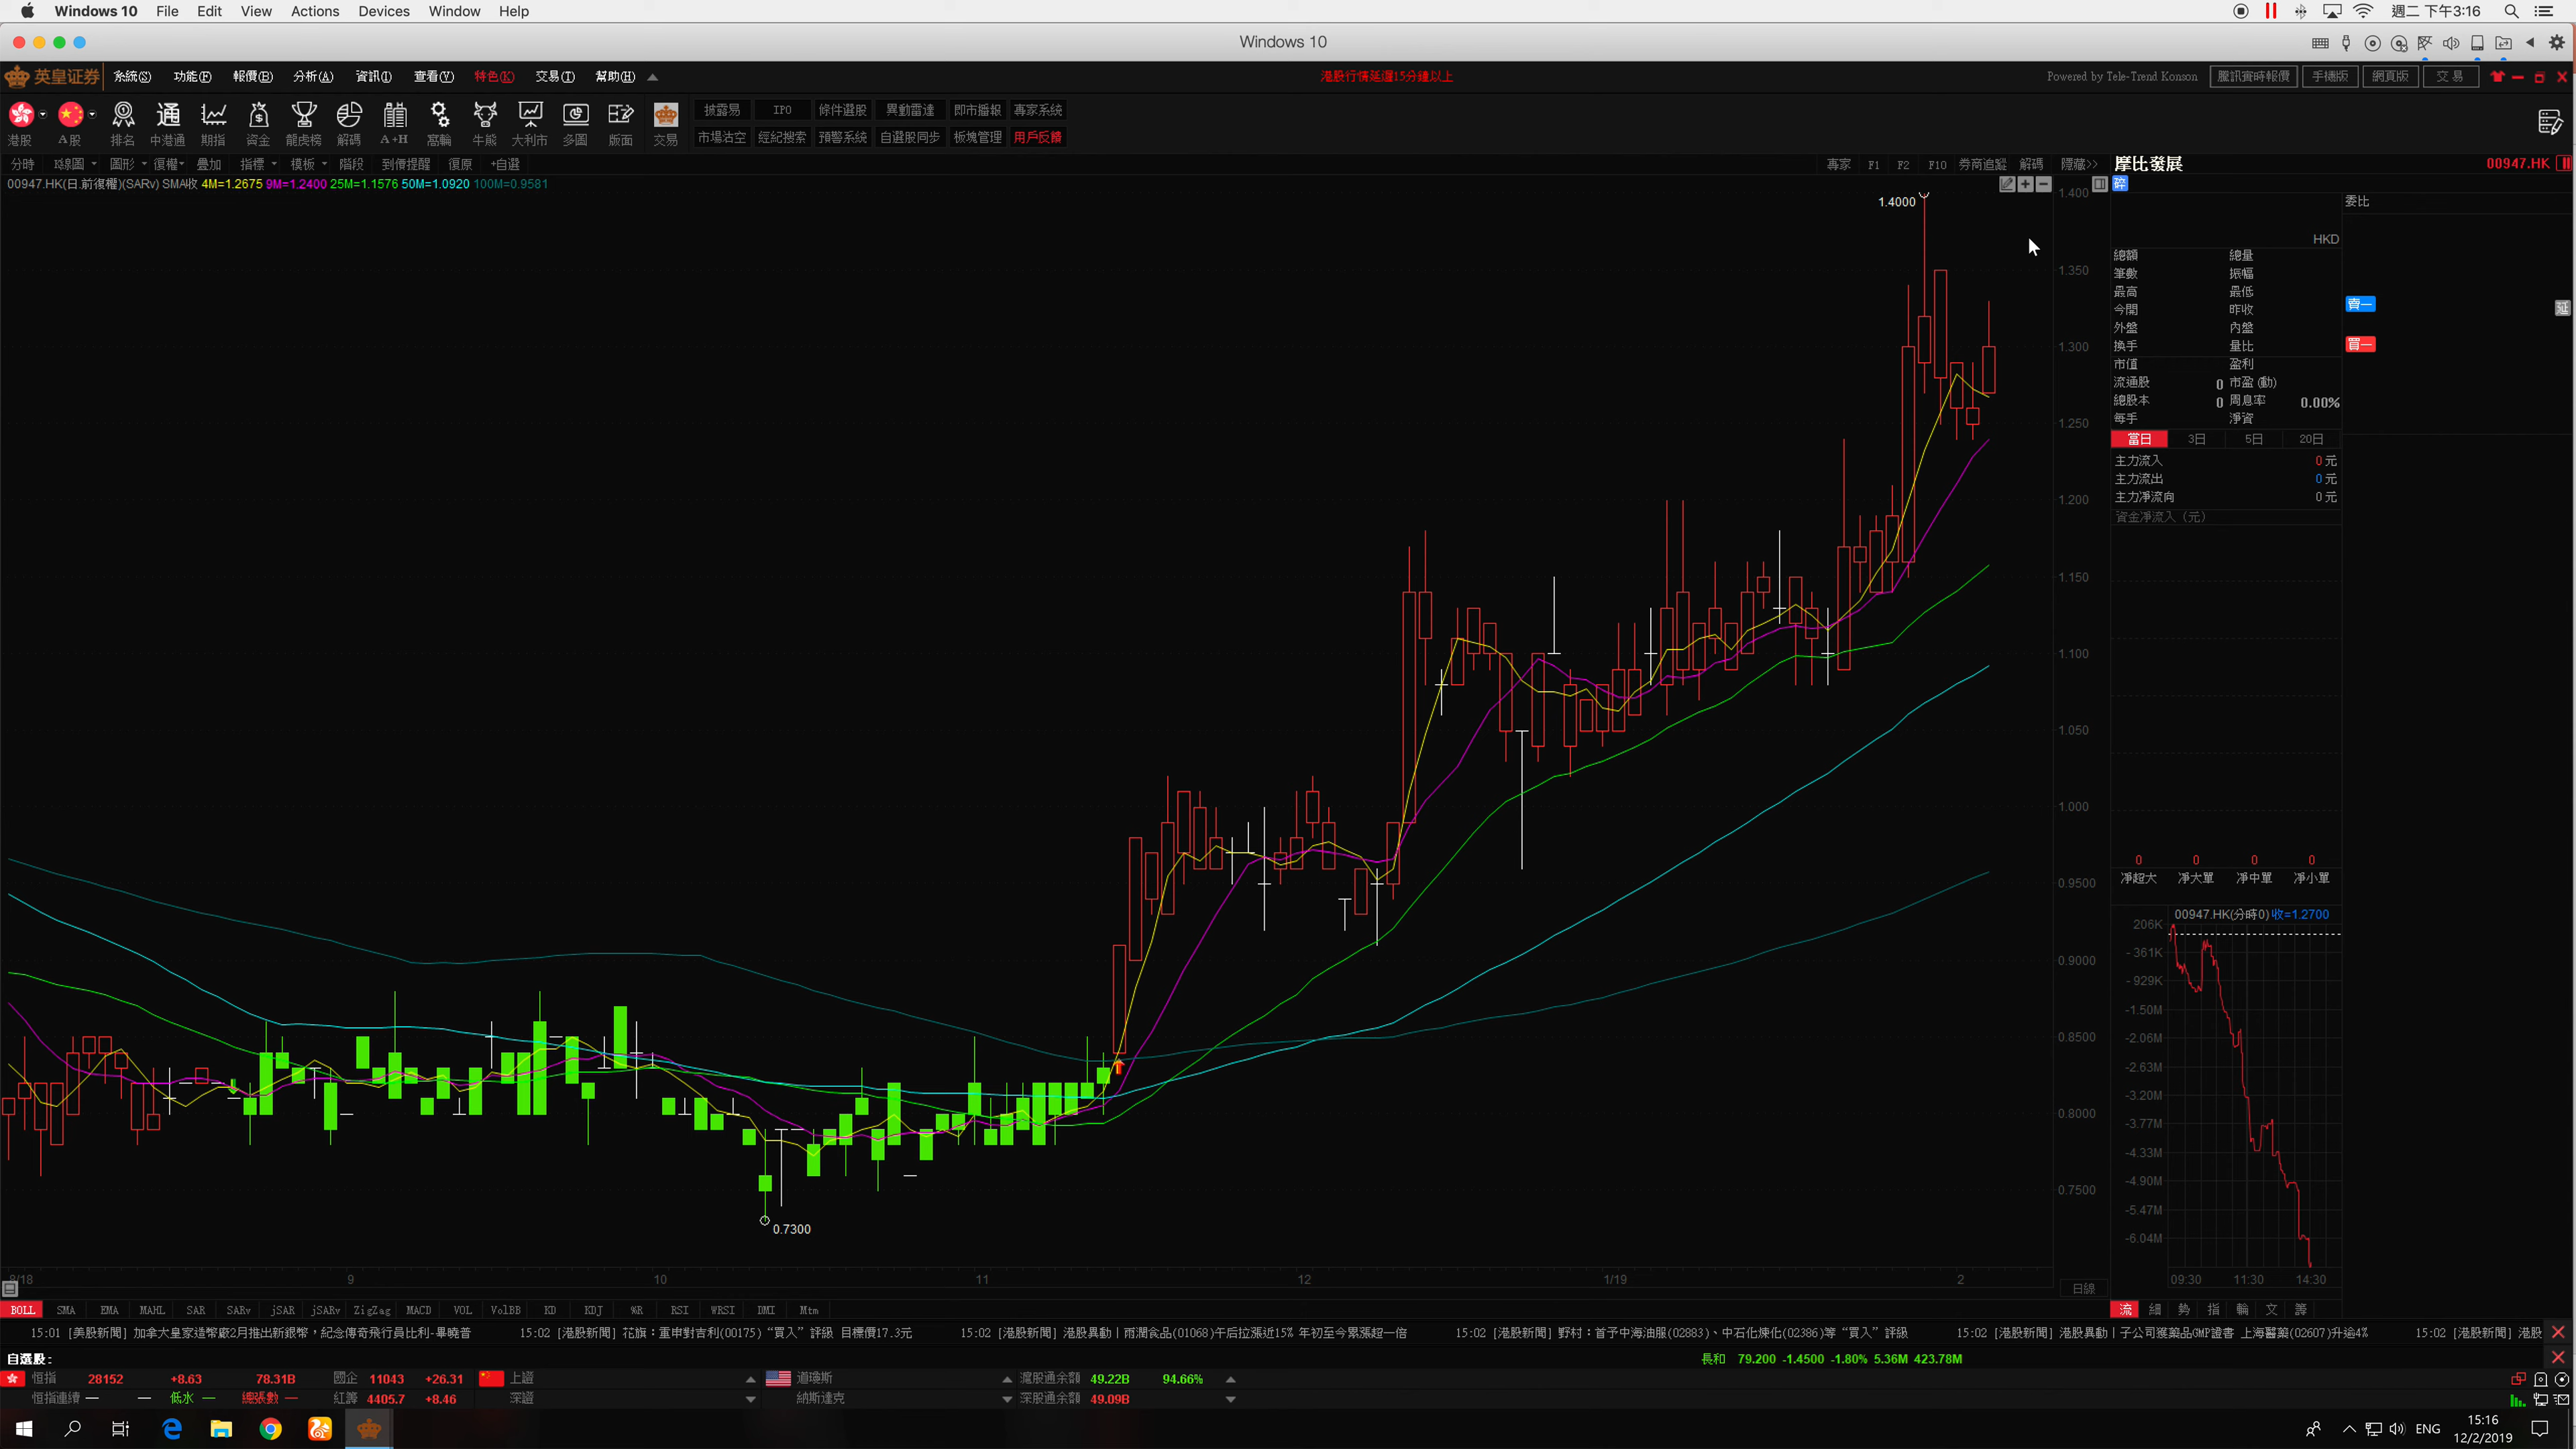 Windows 10 File Edit View Actions Devices Window Help 週二 下午3:16
Windows 10
英皇证券 系統(S) 功能(F) 報價(B) 分析(A) 資訊(I) 查看(V) 特色(K) 交易(T) 幫助(H) 港股行情延遲15分鐘以上 Powered by Tele-Trend Konson 騰訊實時報價 手機版 網頁版 交 易
披露易 IPO 條件選股 異動雷達 即市播報 專家系統
港股 A股 排名 中港通 期指 資金 龍虎榜 解碼 A+H 窩輪 牛熊 大利市 多圖 版面 交易 市場沽空 經紀搜索 預警系統 自選股同步 板塊管理 用戶反饋
分時 K線圖 圖形 復權 疊加 指標 模板 階段 到價提醒 復原 +自選 專家 F1 F2 F10 券商追蹤 解碼 隱藏>> 摩比發展 00947.HK
00947.HK(日.前復權)(SARv) SMA收 4M=1.2675 9M=1.2400 25M=1.1576 50M=1.0920 100M=0.9581
碎
1.4000
1.400
1.350
1.300
1.250
1.200
1.150
1.100
1.050
1.000
0.9500
0.9000
0.8500
0.8000
0.7500
0.7300
委比
HKD
總額 總量
筆數 振幅
最高 最低
今開 昨收
外盤 內盤
換手 量比
市值 盈利
流通股 0 市盈(動)
總股本 0 周息率 0.00%
每手 淨資
賣一
延
買一
當日 3日 5日 20日
主力流入 0元
主力流出 0元
主力淨流向 0元
資金淨流入（元）
0 0 0 0
淨超大 淨大單 淨中單 淨小單
00947.HK(分時0) 收=1.2700
206K
-361K
-929K
-1.50M
-2.06M
-2.63M
-3.20M
-3.77M
-4.33M
-4.90M
-5.47M
-6.04M
09:30 11:30 14:30
8/18 9 10 11 12 1/19 2
日線
BOLL SMA EMA MAHL SAR SARv jSAR jSARv ZigZag MACD VOL VolBB KD KDJ %R RSI WRSI DMI Mtm
流 細 勢 指 輪 文 籌
15:01 [美股新聞] 加拿大皇家造幣廠2月推出新銀幣，紀念傳奇飛行員比利-畢曉普 15:02 [港股新聞] 花旗：重申對吉利(00175) “買入” 評級 目標價17.3元 15:02 [港股新聞] 港股異動丨雨潤食品(01068)午后拉漲近15% 年初至今累漲超一倍 15:02 [港股新聞] 野村：首予中海油服(02883)、中石化煉化(02386)等 “買入” 評級 15:02 [港股新聞] 港股異動丨子公司獲藥品GMP證書 上海醫藥(02607)升逾4% 15:02 [港股新聞] 港股
自選股：
長和 79.200 -1.4500 -1.80% 5.36M 423.78M
恒指 28152 +8.63 78.31B 國企 11043 +26.31 上證 道瓊斯 滬股通余額 49.22B 94.66%
恒指連續 — — 低水 — 總張數 — 紅籌 4405.7 +8.46 深證 納斯達克 深股通余額 49.09B
ENG 15:16
12/2/2019